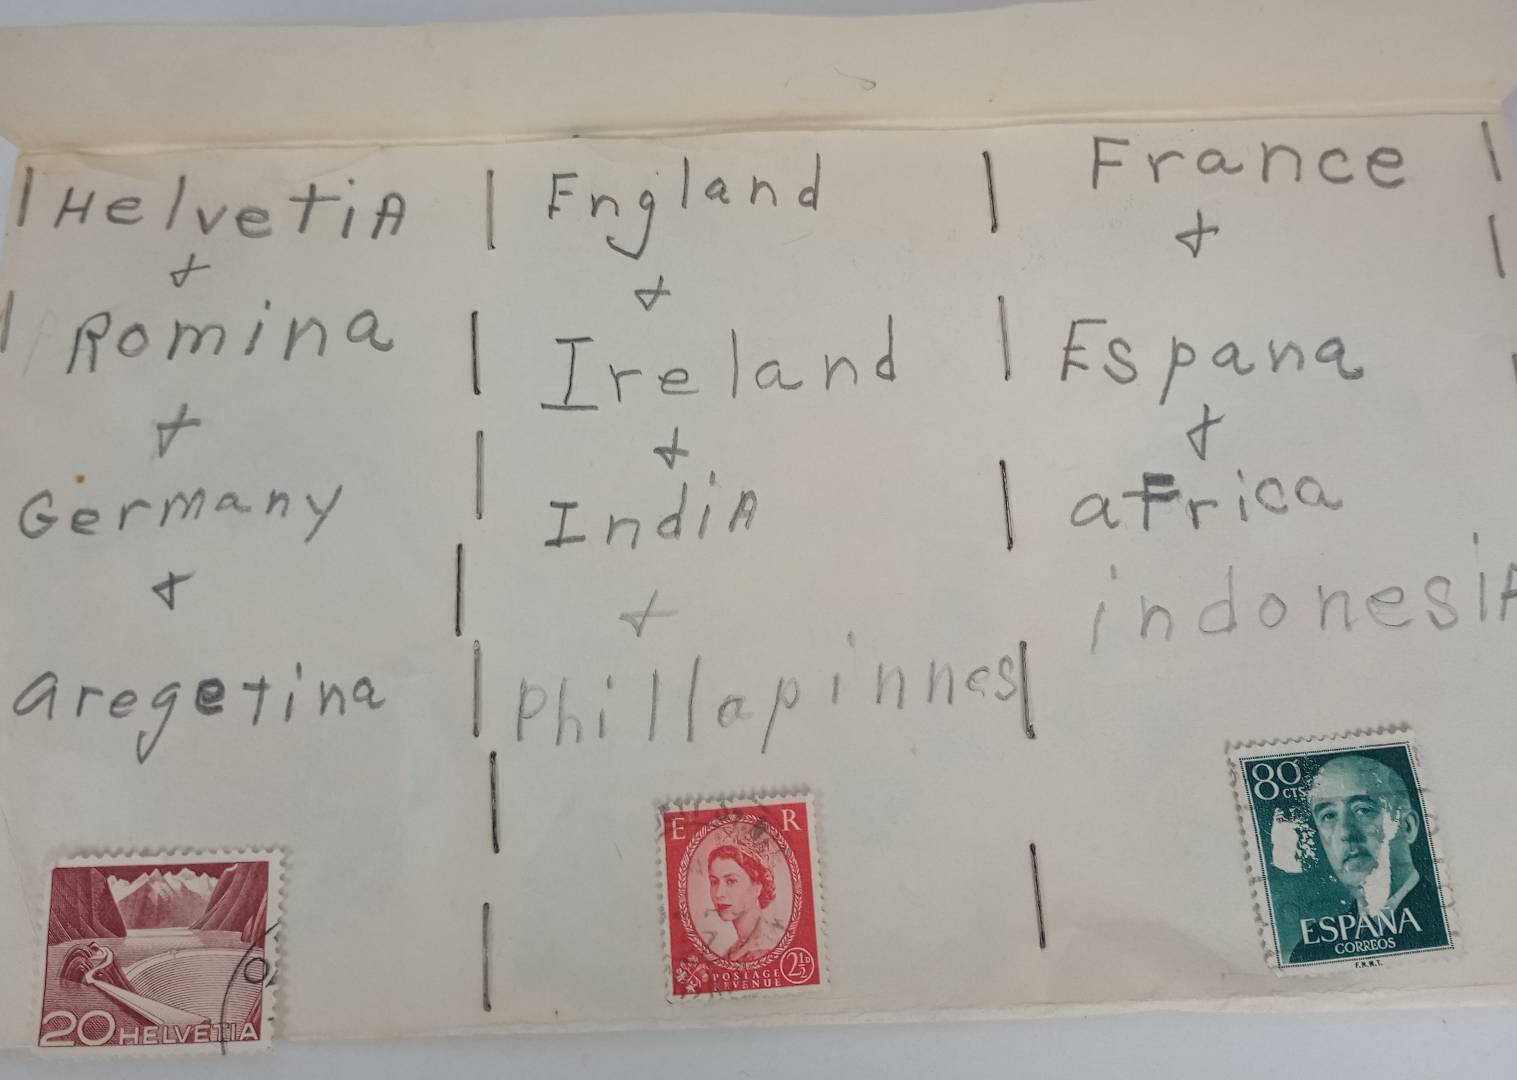 HelvetiA
+
Romina
+
Germany
+
aregetina
England
+
Ireland
+
IndiA
+
Phillapinnes
France
+
Espana
+
aFrica
indonesiA
20 HELVETIA
E R
POSTAGE
REVENUE
2½D
80
CTS
ESPAÑA
CORREOS
F.N.M.T.